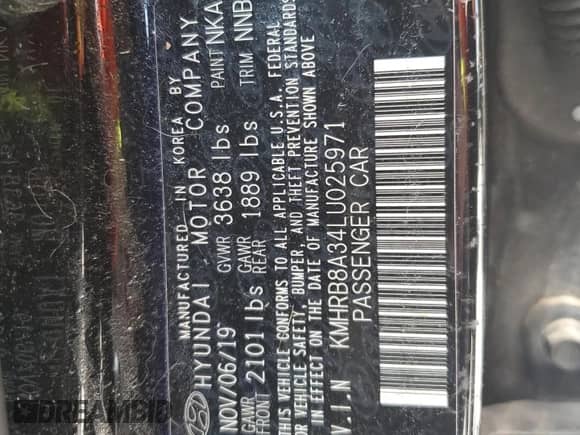 MANUFACTURED IN KOREA BY
HYUNDAI MOTOR COMPANY
NOV/06/19 GVWR 3638 lbs PAINT NKA
GAWR FRONT 2101 lbs GAWR REAR 1889 lbs TRIM NNB
THIS VEHICLE CONFORMS TO ALL APPLICABLE U.S.A. FEDERAL
MOTOR VEHICLE SAFETY, BUMPER, AND THEFT PREVENTION STANDARDS
IN EFFECT ON THE DATE OF MANUFACTURE SHOWN ABOVE
V.I.N KMHRB8A34LU025971
PASSENGER CAR
DREAMBID